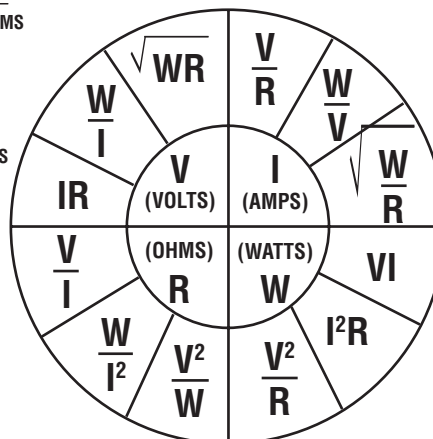 MS
S
√WR
W/I
IR
V
(VOLTS)
V/R
W/V
√W/R
I
(AMPS)
(OHMS)
R
V/I
W/I²
V²/W
(WATTS)
W
VI
I²R
V²/R